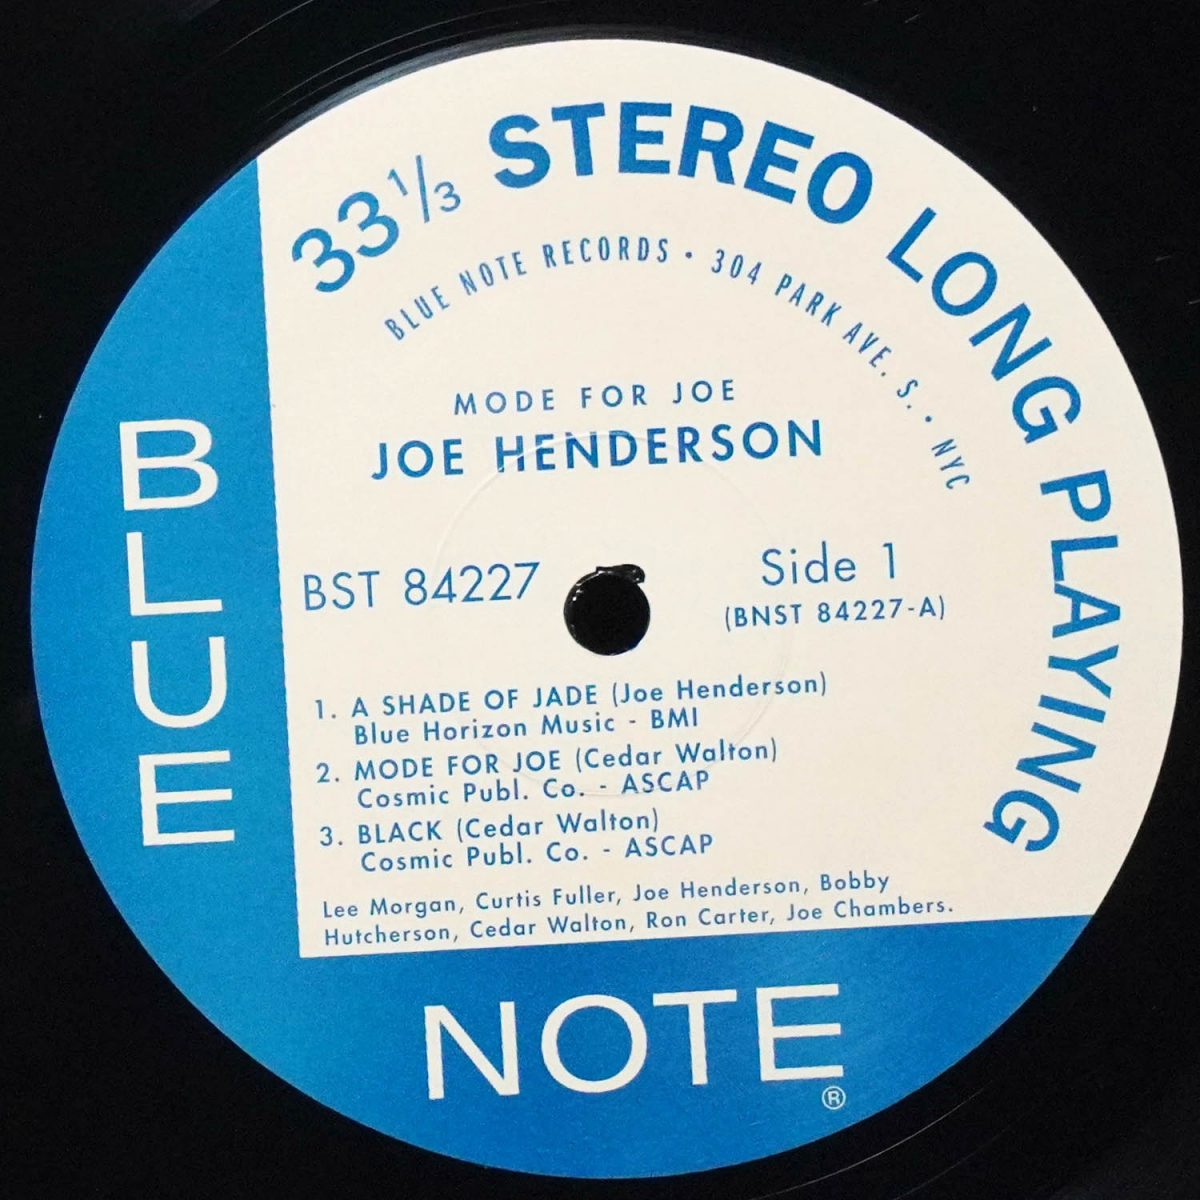 33 1/3 STEREO LONG PLAYING
BLUE NOTE RECORDS • 304 PARK AVE. S. • NYC
MODE FOR JOE
JOE HENDERSON
BST 84227
Side 1
(BNST 84227-A)
1. A SHADE OF JADE (Joe Henderson)
Blue Horizon Music - BMI
2. MODE FOR JOE (Cedar Walton)
Cosmic Publ. Co. - ASCAP
3. BLACK (Cedar Walton)
Cosmic Publ. Co. - ASCAP
Lee Morgan, Curtis Fuller, Joe Henderson, Bobby
Hutcherson, Cedar Walton, Ron Carter, Joe Chambers.
BLUE
NOTE®